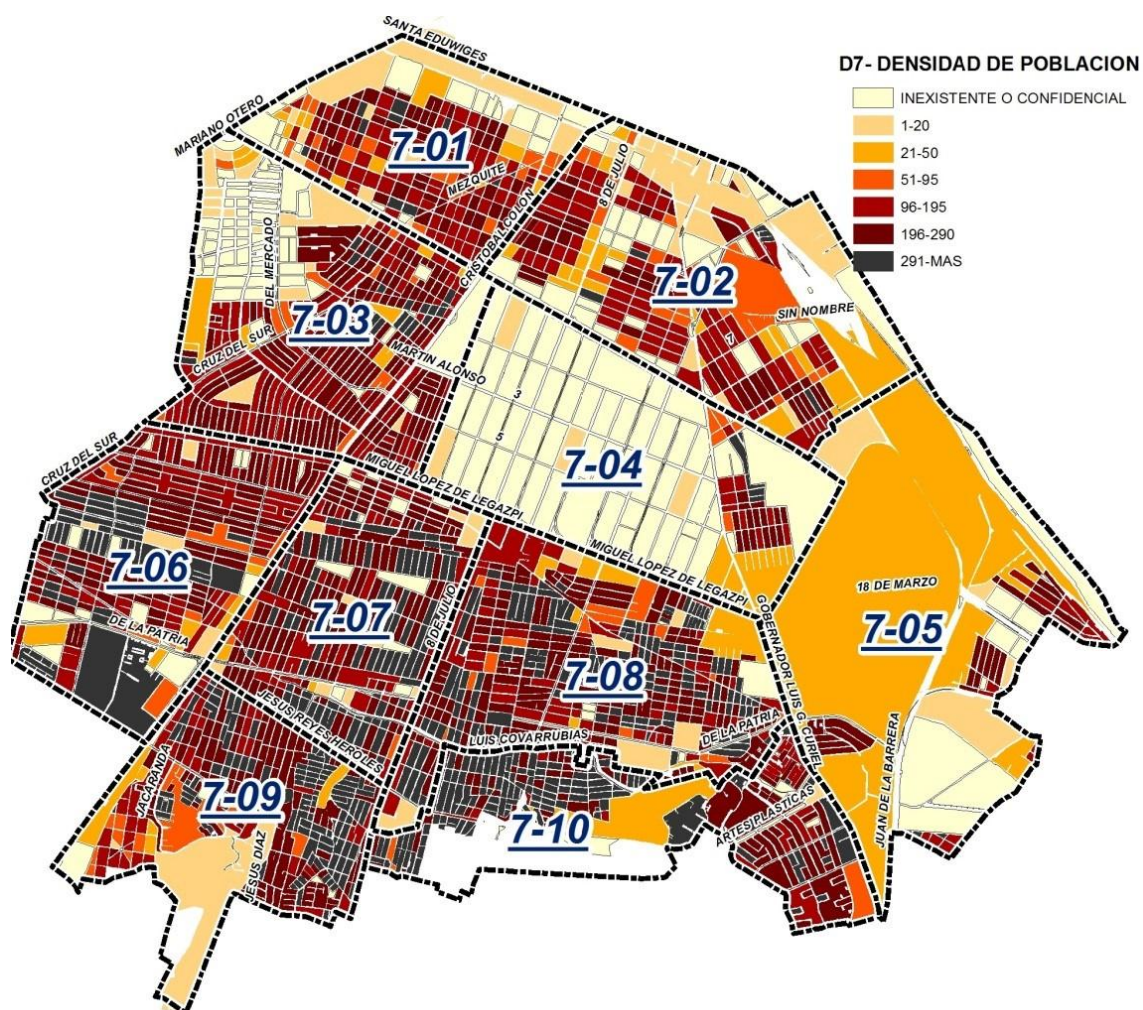 SANTA EDUWIGES
D7- DENSIDAD DE POBLACION
INEXISTENTE O CONFIDENCIAL
1-20
21-50
51-95
96-195
196-290
291-MAS
MARIANO OTERO
7-01
MEZQUITE
8 DE JULIO
CRISTOBAL COLON
DEL MERCADO
7-02
SIN NOMBRE
7-03
7
CRUZ DEL SUR
MARTIN ALONSO
3
5
7-04
CRUZ DEL SUR
MIGUEL LOPEZ DE LEGAZPI
MIGUEL LOPEZ DE LEGAZPI
7-06
7-07
8 DE JULIO
18 DE MARZO
7-05
GOBERNADOR LUIS G. CURIEL
DE LA PATRIA
7-08
JESUS REYES HEROLES
LUIS COVARRUBIAS
DE LA PATRIA
JUAN DE LA BARRERA
JACARANDA
7-09
7-10
ARTES PLASTICAS
JESUS DIAZ